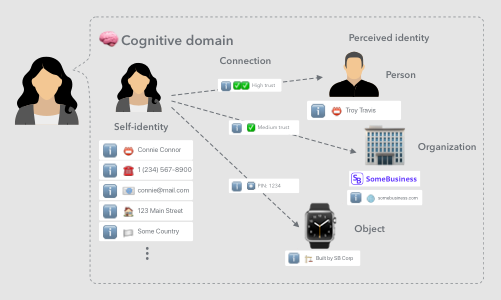 Cognitive domain
Perceived identity
Connection
High trust
Person
Troy Travis
Self-identity
Medium trust
Connie Connor
1 (234) 567-8900
connie@mail.com
123 Main Street
Some Country
Organization
SB SomeBusiness
somebusiness.com
PIN: 1234
Object
Built by SB Corp